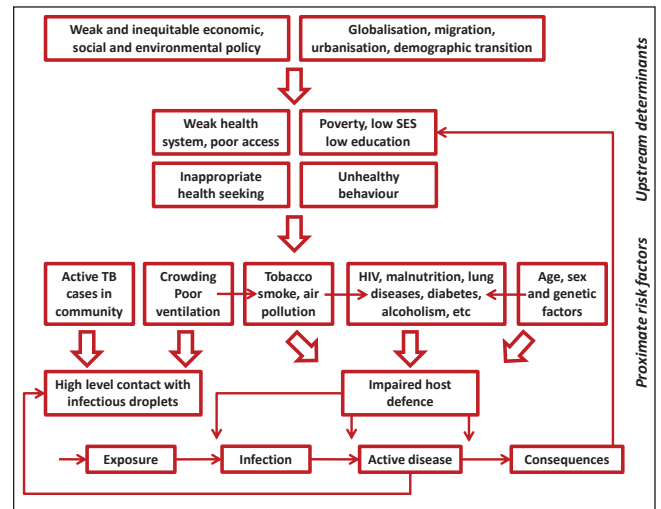 Weak and inequitable economic,
social and environmental policy
Globalisation, migration,
urbanisation, demographic transition
Weak health
system, poor access
Poverty, low SES
low education
Inappropriate
health seeking
Unhealthy
behaviour
Upstream determinants
Active TB
cases in
community
Crowding
Poor
ventilation
Tobacco
smoke, air
pollution
HIV, malnutrition, lung
diseases, diabetes,
alcoholism, etc
Age, sex
and genetic
factors
Proximate risk factors
High level contact with
infectious droplets
Impaired host
defence
Exposure
Infection
Active disease
Consequences